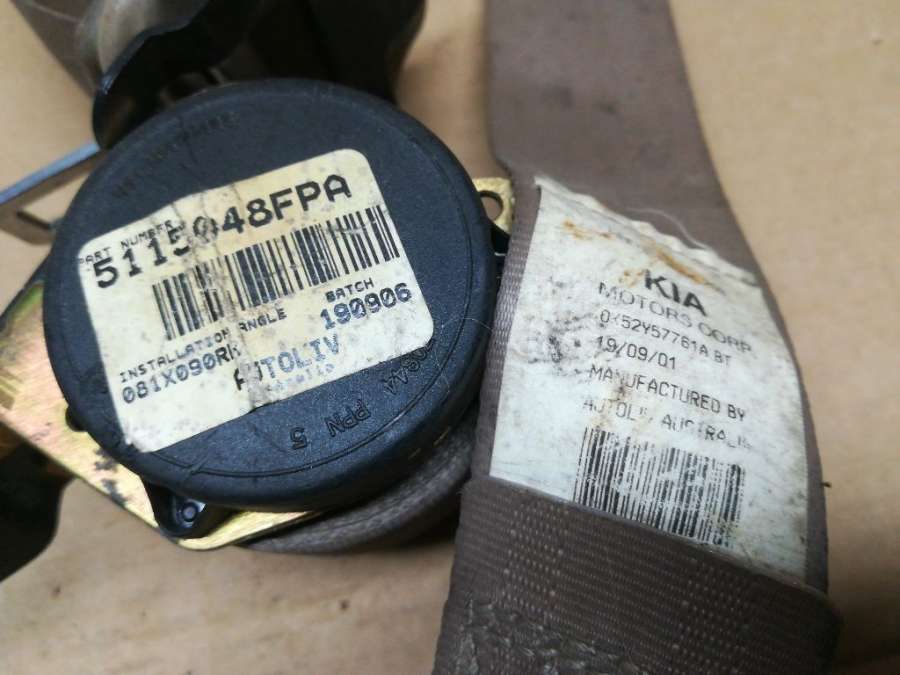 PART NUMBER
5115048FPA
INSTALLATION ANGLE
BATCH
081X090RH
190906
AUTOLIV
PPN 5
KIA
MOTORS CORP
0K52Y57761A BT
19/09/01
MANUFACTURED BY
AUTOLIV AUSTRALIA